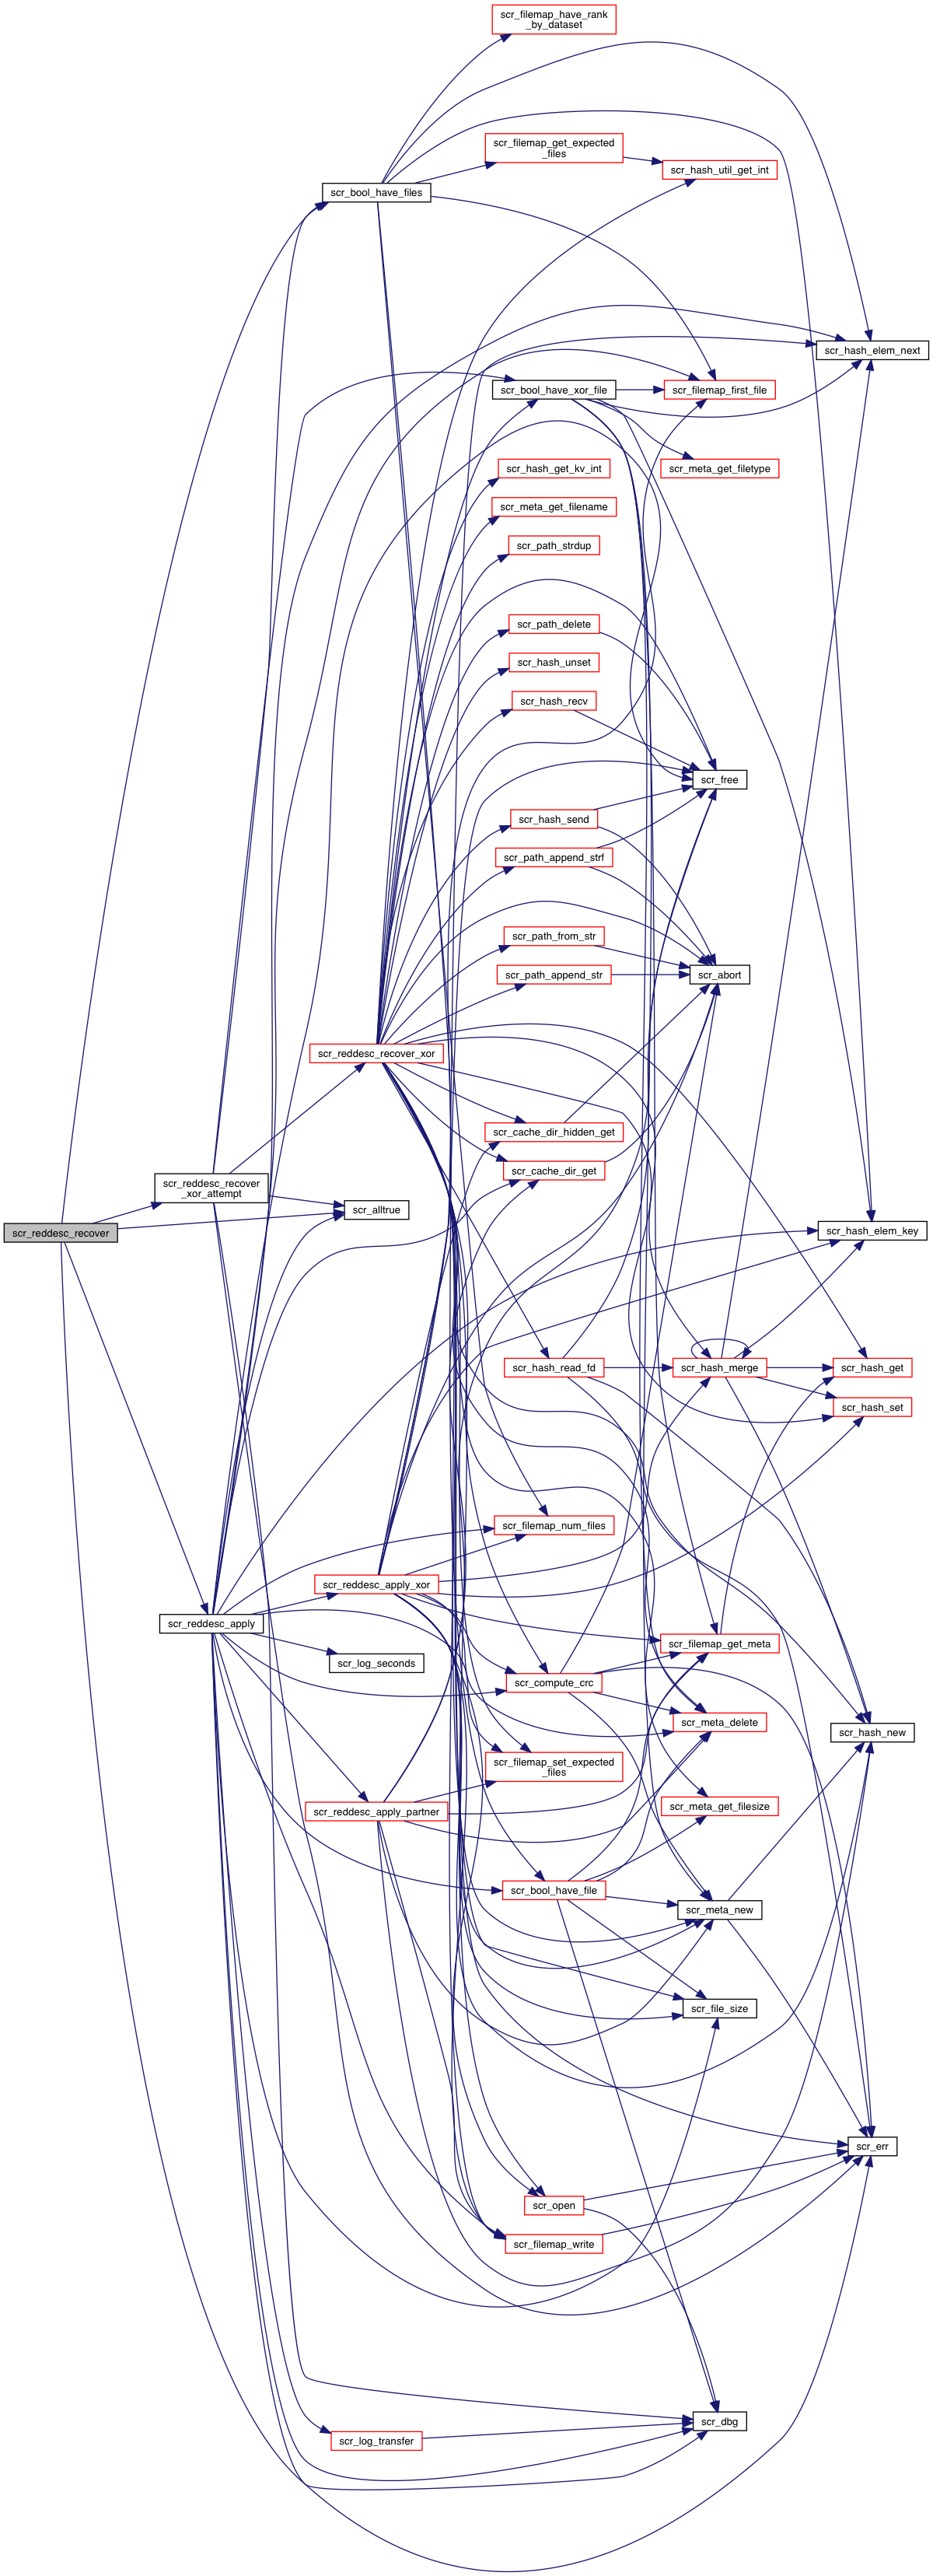 scr_filemap_have_rank
_by_dataset
scr_filemap_get_expected
_files
scr_hash_util_get_int
scr_bool_have_files
scr_hash_elem_next
scr_bool_have_xor_file
scr_filemap_first_file
scr_hash_get_kv_int
scr_meta_get_filetype
scr_meta_get_filename
scr_path_strdup
scr_path_delete
scr_hash_unset
scr_hash_recv
scr_free
scr_hash_send
scr_path_append_strf
scr_path_from_str
scr_path_append_str
scr_abort
scr_reddesc_recover_xor
scr_cache_dir_hidden_get
scr_cache_dir_get
scr_reddesc_recover
_xor_attempt
scr_alltrue
scr_reddesc_recover
scr_hash_elem_key
scr_hash_read_fd
scr_hash_merge
scr_hash_get
scr_hash_set
scr_filemap_num_files
scr_reddesc_apply_xor
scr_reddesc_apply
scr_log_seconds
scr_filemap_get_meta
scr_compute_crc
scr_meta_delete
scr_hash_new
scr_filemap_set_expected
_files
scr_reddesc_apply_partner
scr_meta_get_filesize
scr_bool_have_file
scr_meta_new
scr_file_size
scr_err
scr_open
scr_filemap_write
scr_dbg
scr_log_transfer